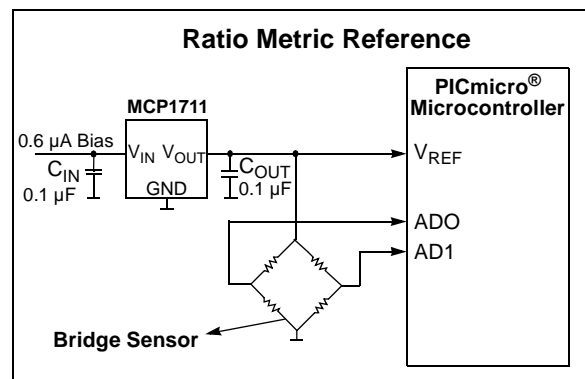 Ratio Metric Reference
PICmicro®
Microcontroller
MCP1711
0.6 µA Bias
VIN
VOUT
GND
CIN
0.1 µF
COUT
0.1 µF
VREF
ADO
AD1
Bridge Sensor